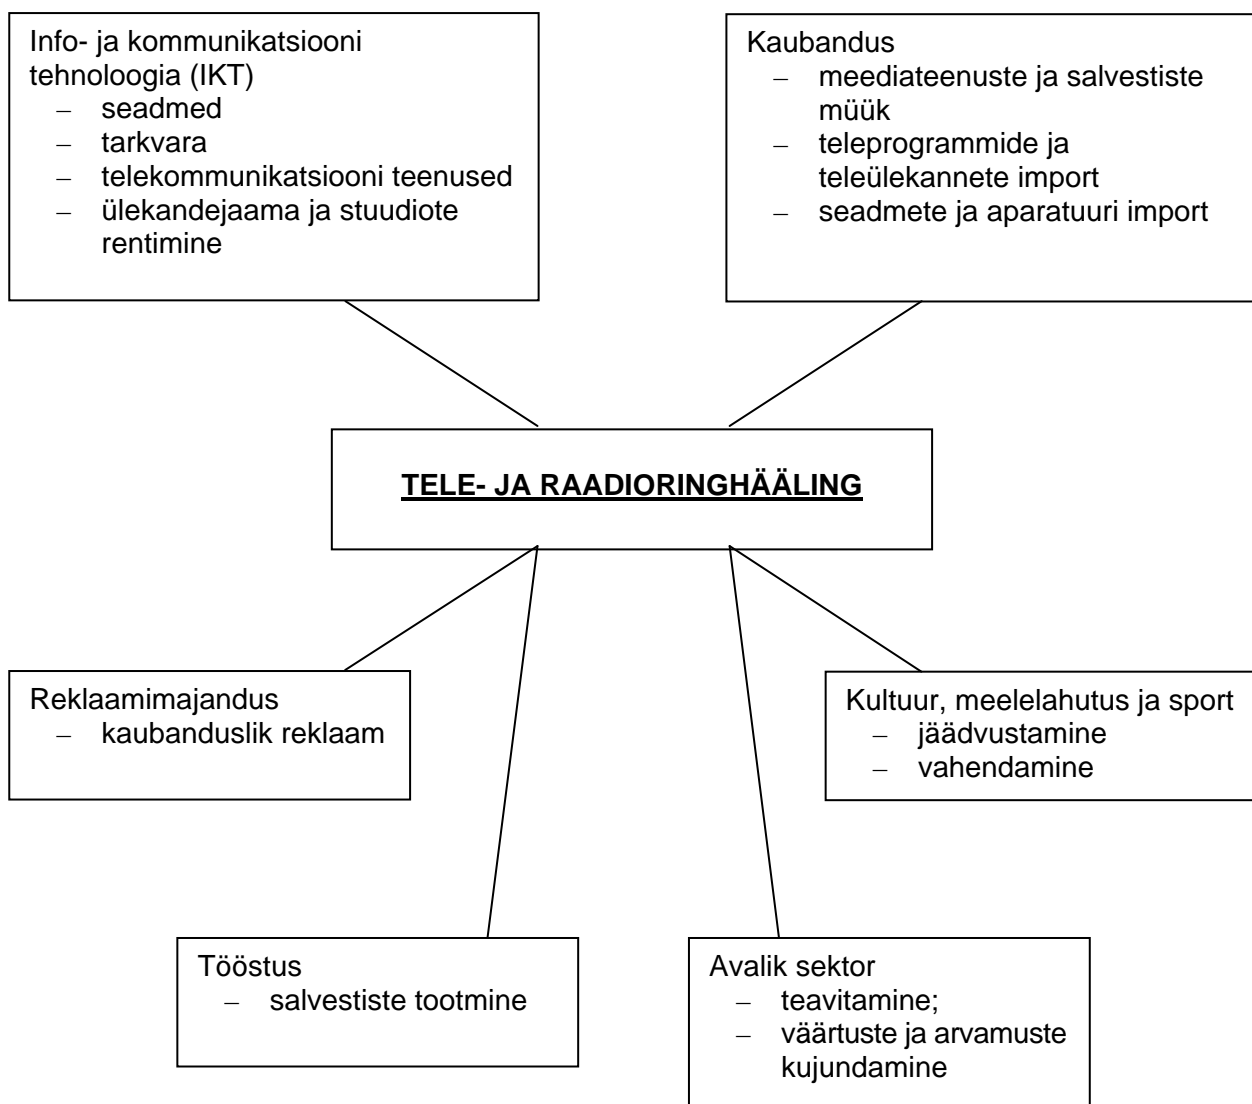 Info- ja kommunikatsiooni
tehnoloogia (IKT)
– seadmed
– tarkvara
– telekommunikatsiooni teenused
– ülekandejaama ja stuudiote
rentimine
Kaubandus
– meediateenuste ja salvestiste
müük
– teleprogrammide ja
teleülekannete import
– seadmete ja aparatuuri import
TELE- JA RAADIORINGHÄÄLING
Reklaamimajandus
– kaubanduslik reklaam
Kultuur, meelelahutus ja sport
– jäädvustamine
– vahendamine
Tööstus
– salvestiste tootmine
Avalik sektor
– teavitamine;
– väärtuste ja arvamuste
kujundamine